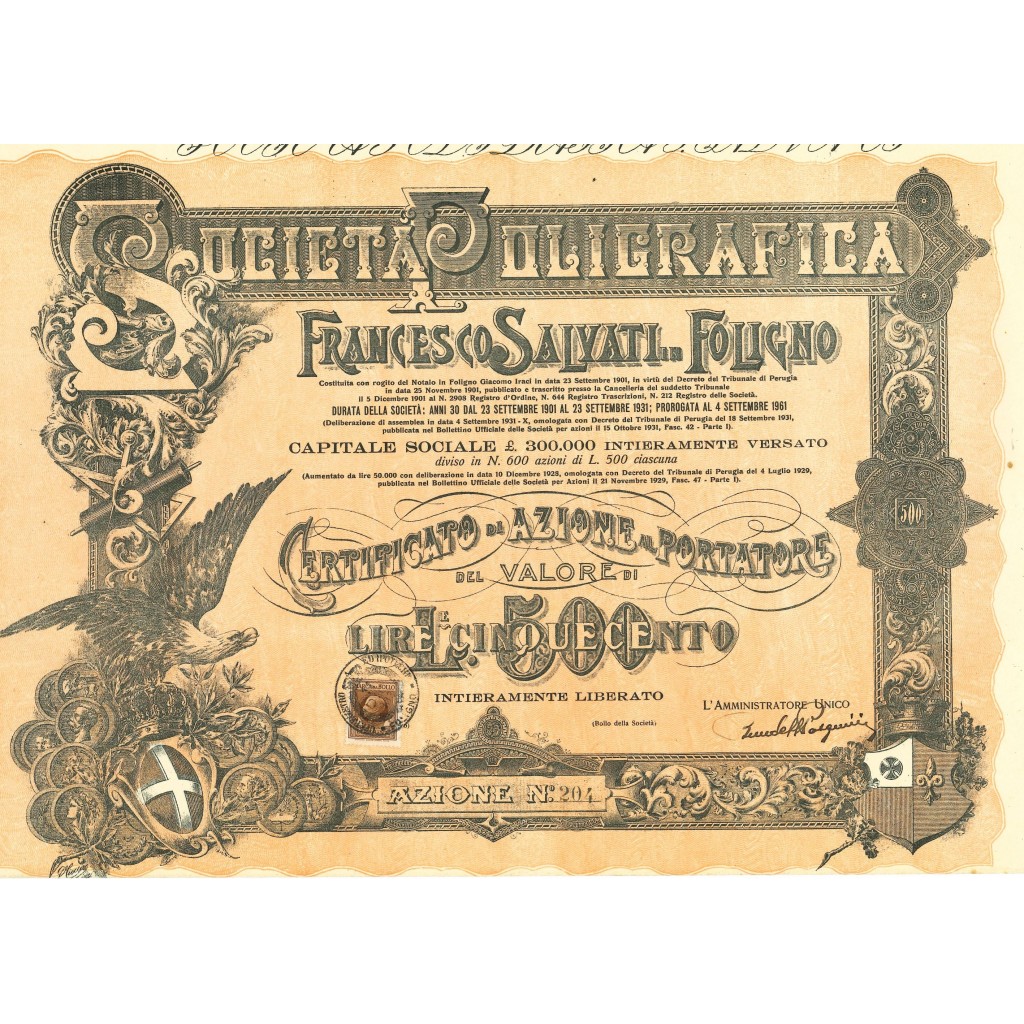 SOCIETÀ POLIGRAFICA
FRANCESCO SALVATI IN FOLIGNO
Costituita con rogito del Notaio in Foligno Giacomo Iraci in data 23 Settembre 1901, in virtù del Decreto del Tribunale di Perugia
in data 25 Novembre 1901, pubblicato e trascritto presso la Cancelleria del suddetto Tribunale
il 5 Dicembre 1901 al N. 2908 Registro d'Ordine, N. 644 Registro Trascrizioni, N. 212 Registro delle Società.
DURATA DELLA SOCIETÀ: ANNI 30 DAL 23 SETTEMBRE 1901 AL 23 SETTEMBRE 1931; PROROGATA AL 4 SETTEMBRE 1961
(Deliberazione di assemblea in data 4 Settembre 1931 - X, omologata con Decreto del Tribunale di Perugia del 18 Settembre 1931,
pubblicata nel Bollettino Ufficiale delle Società per azioni il 15 Ottobre 1931, Fasc. 42 - Parte I).
CAPITALE SOCIALE £. 300.000 INTIERAMENTE VERSATO
diviso in N. 600 azioni di L. 500 ciascuna
(Aumentato da lire 50.000 con deliberazione in data 10 Dicembre 1928, omologata con Decreto del Tribunale di Perugia del 4 Luglio 1929,
pubblicata nel Bollettino Ufficiale delle Società per Azioni il 21 Novembre 1929, Fasc. 47 - Parte I).
500
CERTIFICATO DI AZIONE AL PORTATORE
DEL VALORE DI
LIRE CINQUECENTO
L.E 500
INTIERAMENTE LIBERATO
(Bollo della Società)
L'AMMINISTRATORE UNICO
AZIONE N.º 204